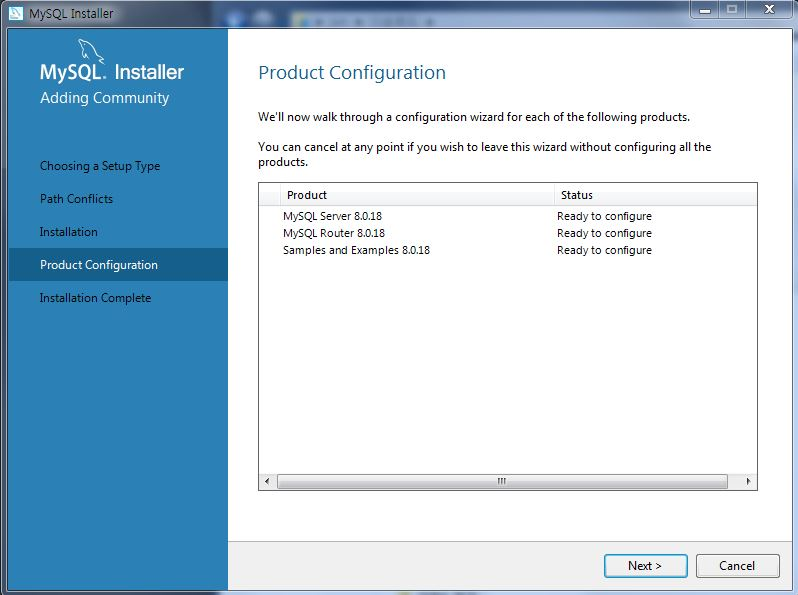 MySQL Installer
MySQL. Installer
Adding Community
Choosing a Setup Type
Path Conflicts
Installation
Product Configuration
Installation Complete
Product Configuration
We'll now walk through a configuration wizard for each of the following products.
You can cancel at any point if you wish to leave this wizard without configuring all the
products.
Product Status
MySQL Server 8.0.18 Ready to configure
MySQL Router 8.0.18 Ready to configure
Samples and Examples 8.0.18 Ready to configure
Next > Cancel